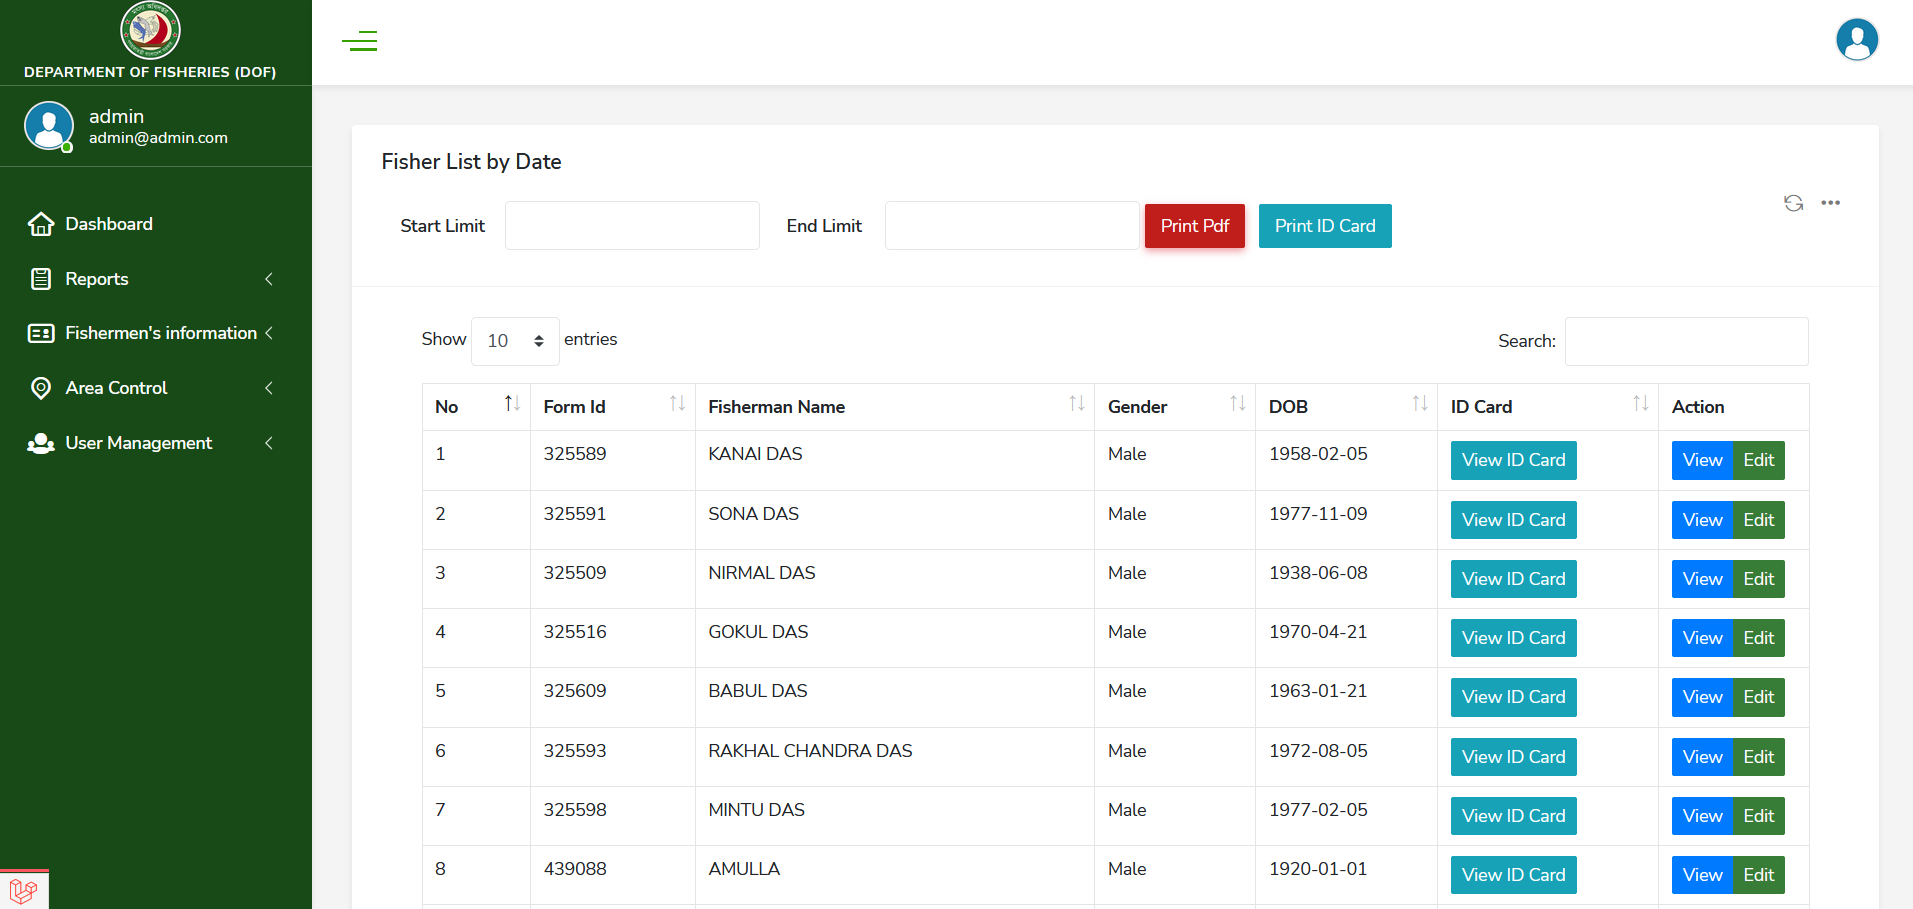 DEPARTMENT OF FISHERIES (DOF)
admin
admin@admin.com
Dashboard
Reports
Fishermen's information
Area Control
User Management
Fisher List by Date
Start Limit End Limit Print Pdf Print ID Card
Show 10 entries Search:
No Form Id Fisherman Name Gender DOB ID Card Action
1 325589 KANAI DAS Male 1958-02-05 View ID Card View Edit
2 325591 SONA DAS Male 1977-11-09 View ID Card View Edit
3 325509 NIRMAL DAS Male 1938-06-08 View ID Card View Edit
4 325516 GOKUL DAS Male 1970-04-21 View ID Card View Edit
5 325609 BABUL DAS Male 1963-01-21 View ID Card View Edit
6 325593 RAKHAL CHANDRA DAS Male 1972-08-05 View ID Card View Edit
7 325598 MINTU DAS Male 1977-02-05 View ID Card View Edit
8 439088 AMULLA Male 1920-01-01 View ID Card View Edit